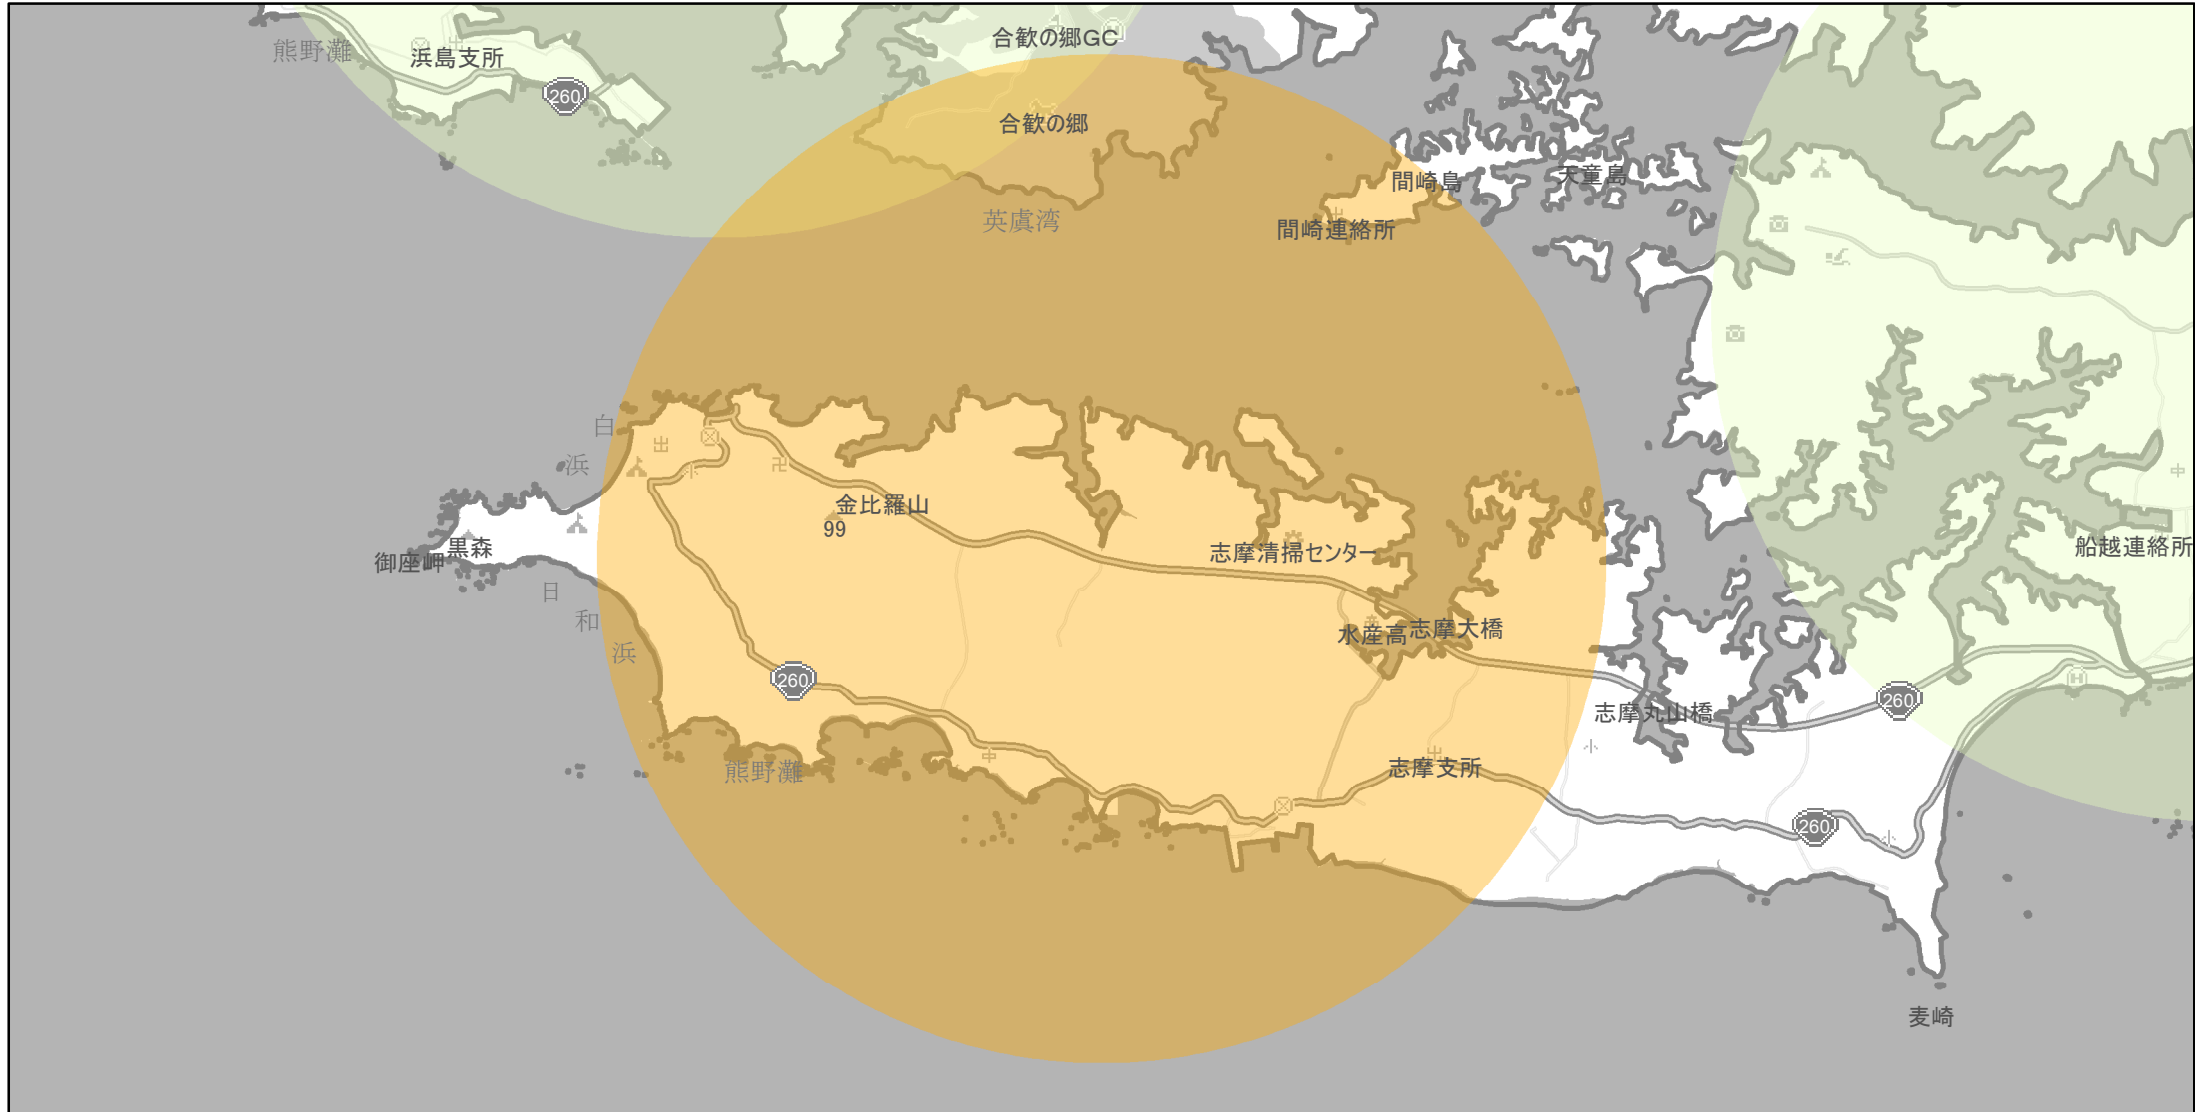 合歓の郷GC
熊野灘
浜島支所
260
合歓の郷
天童島
間崎島
英虞湾
間崎連絡所
白
浜
金比羅山
99
船越連絡所
黒森
志摩清掃センター
御座岬
日
和
浜
水産高
志摩大橋
260
260
志摩丸山橋
志摩支所
熊野灘
260
麦崎